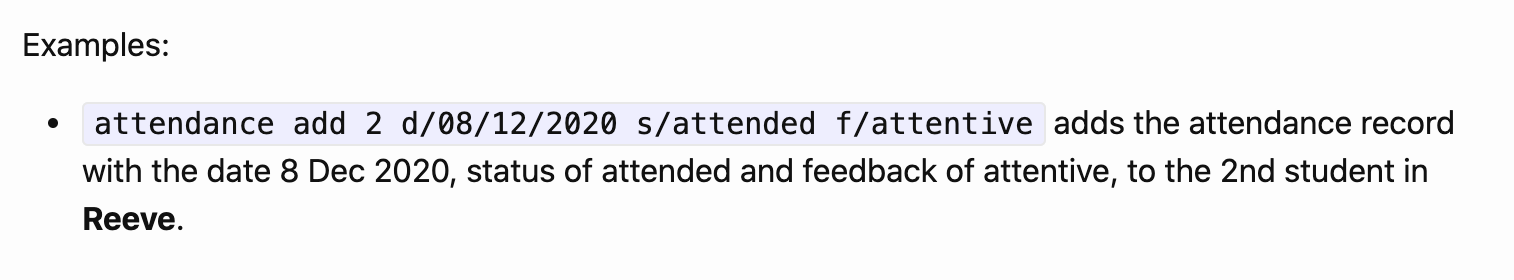 Examples:
• attendance add 2 d/08/12/2020 s/attended f/attentive adds the attendance record
with the date 8 Dec 2020, status of attended and feedback of attentive, to the 2nd student in
Reeve.